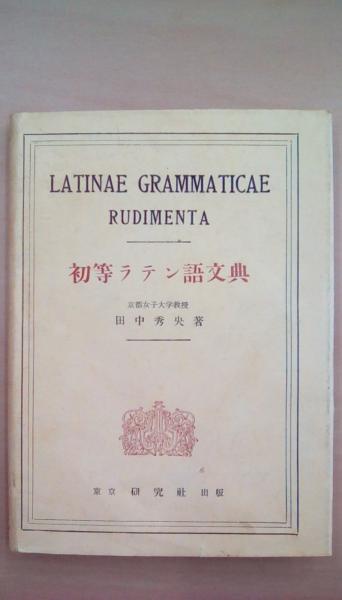 LATINAE GRAMMATICAE
RUDIMENTA
初等ラテン語文典
京都女子大学教授
田中秀央著
東京 研究社 出版